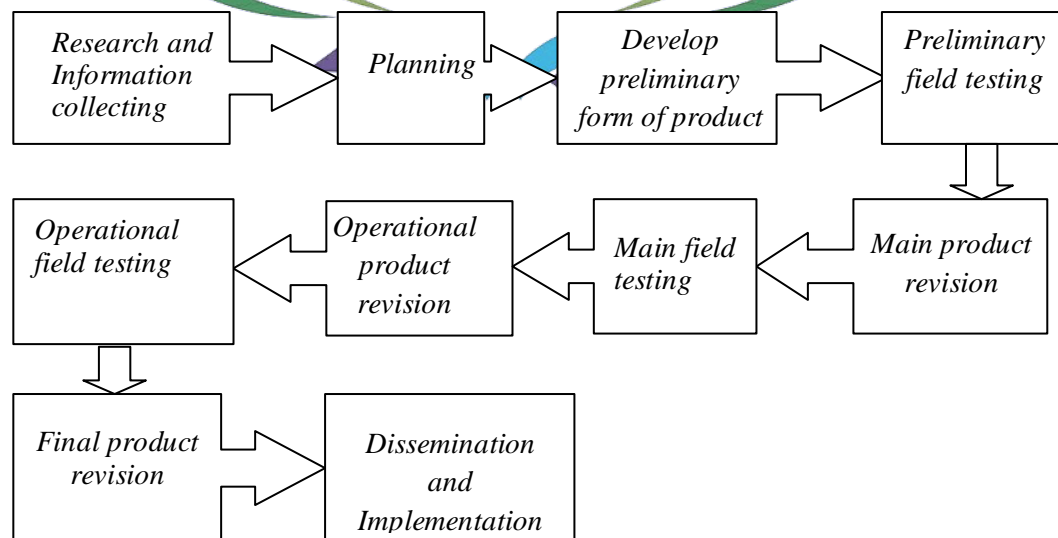 Research and
Information
collecting
Planning
Develop
preliminary
form of product
Preliminary
field testing
Main product
revision
Main field
testing
Operational
product
revision
Operational
field testing
Final product
revision
Dissemination
and
Implementation